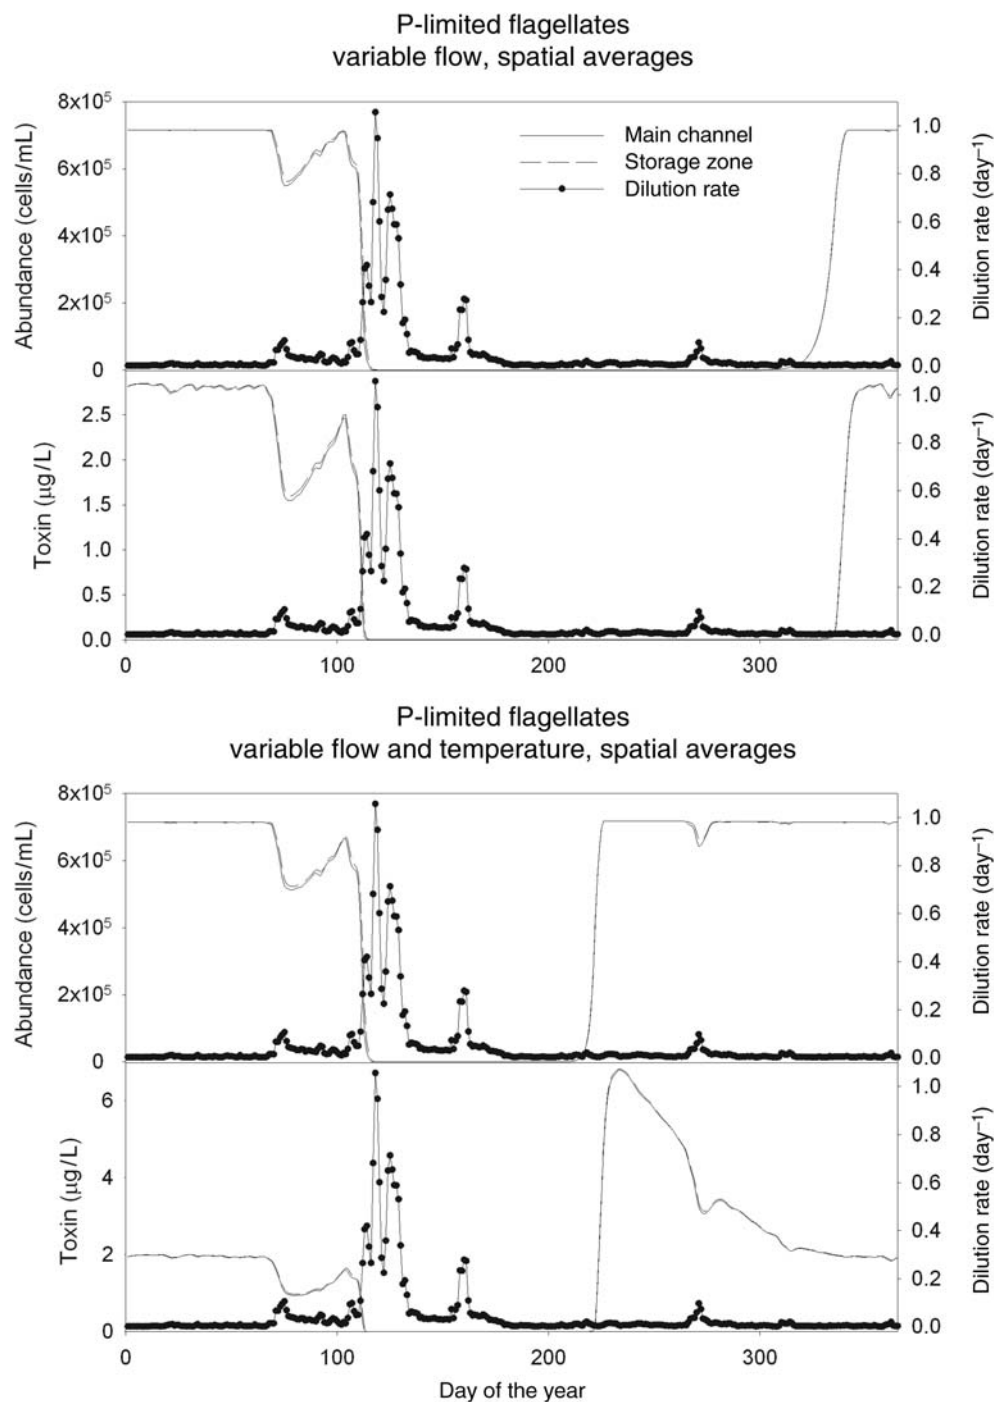 P-limited flagellates
variable flow, spatial averages
8x10⁵
6x10⁵
4x10⁵
2x10⁵
0
Abundance (cells/mL)
Main channel
Storage zone
Dilution rate
1.0
0.8
0.6
0.4
0.2
0.0
Dilution rate (day⁻¹)
2.5
2.0
1.5
1.0
0.5
0.0
Toxin (µg/L)
1.0
0.8
0.6
0.4
0.2
0.0
Dilution rate (day⁻¹)
0 100 200 300
P-limited flagellates
variable flow and temperature, spatial averages
8x10⁵
6x10⁵
4x10⁵
2x10⁵
0
Abundance (cells/mL)
1.0
0.8
0.6
0.4
0.2
0.0
Dilution rate (day⁻¹)
6
4
2
0
Toxin (µg/L)
1.0
0.8
0.6
0.4
0.2
0.0
Dilution rate (day⁻¹)
0 100 200 300
Day of the year